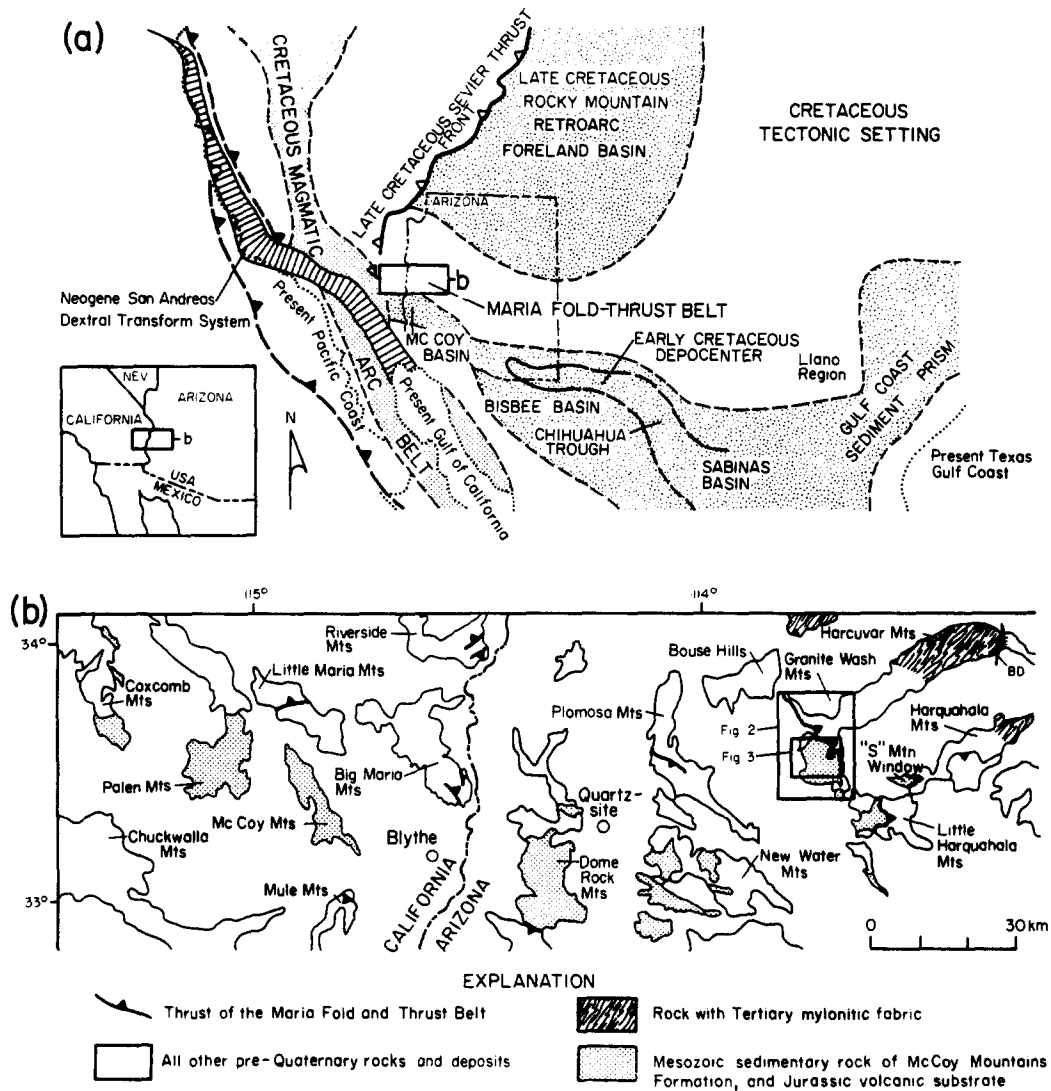 (a)
CRETACEOUS MAGMATIC
ARC
BELT
LATE CRETACEOUS SEVIER THRUST
FRONT
LATE CRETACEOUS
ROCKY MOUNTAIN
RETROARC
FORELAND BASIN
CRETACEOUS
TECTONIC SETTING
ARIZONA
b
Neogene San Andreas
Dextral Transform System
MARIA FOLD-THRUST BELT
MC COY
BASIN
EARLY CRETACEOUS
DEPOCENTER
Llano
Region
BISBEE BASIN
CHIHUAHUA
TROUGH
SABINAS
BASIN
GULF COAST
SEDIMENT PRISM
Present Texas
Gulf Coast
Present Pacific
Coast
Present Gulf of California
N
NEV
ARIZONA
CALIFORNIA
b
USA
MEXICO
(b)
115°
114°
34°
33°
Riverside
Mts
Little Maria Mts
Coxcomb
Mts
Palen Mts
Big Maria
Mts
Mc Coy Mts
Chuckwalla
Mts
Mule Mts
Blythe
CALIFORNIA
ARIZONA
Quartz-
site
Dome
Rock
Mts
Plomosa Mts
Bouse Hills
Granite Wash
Mts
Harcuvar Mts
BD
Harquahala
Mts
Fig 2
Fig 3
"S" Mtn
Window
Little
Harquahala
Mts
New Water
Mts
0 30 km
EXPLANATION
Thrust of the Maria Fold and Thrust Belt
Rock with Tertiary mylonitic fabric
All other pre-Quaternary rocks and deposits
Mesozoic sedimentary rock of McCoy Mountains
Formation, and Jurassic volcanic substrate